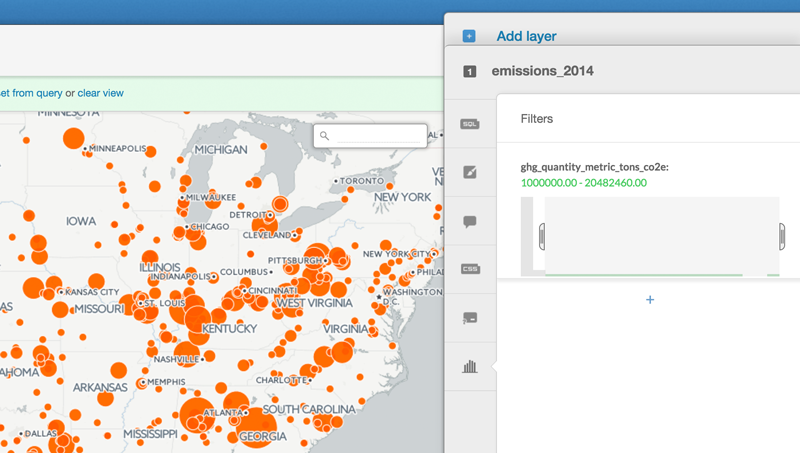 Add layer
1 emissions_2014
set from query or clear view
SQL
CSS
Filters
ghg_quantity_metric_tons_co2e:
1000000.00 - 20482460.00
MINNESOTA
MINNEAPOLIS
MICHIGAN
TORONTO
MILWAUKEE
NEW YORK
DETROIT
IOWA
CHICAGO
CLEVELAND
PITTSBURGH
NEW YORK CITY
ILLINOIS
INDIANAPOLIS
COLUMBUS
PHILA
KANSAS CITY
CINCINNATI
WASHINGTON
D.C.
MISSOURI
ST. LOUIS
WEST VIRGINIA
KENTUCKY
VIRGINIA
NASHVILLE
AHOMA
MEMPHIS
CHARLOTTE
ARKANSAS
ATLANTA
SOUTH CAROLINA
DALLAS
MISSISSIPPI
GEORGIA